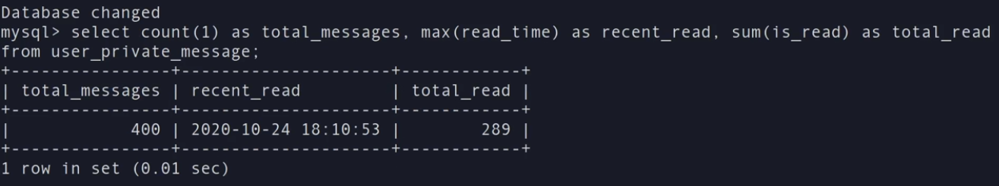 Database changed
mysql> select count(1) as total_messages, max(read_time) as recent_read, sum(is_read) as total_read
from user_private_message;
+----------------+---------------------+------------+
| total_messages | recent_read         | total_read |
+----------------+---------------------+------------+
|            400 | 2020-10-24 18:10:53 |        289 |
+----------------+---------------------+------------+
1 row in set (0.01 sec)